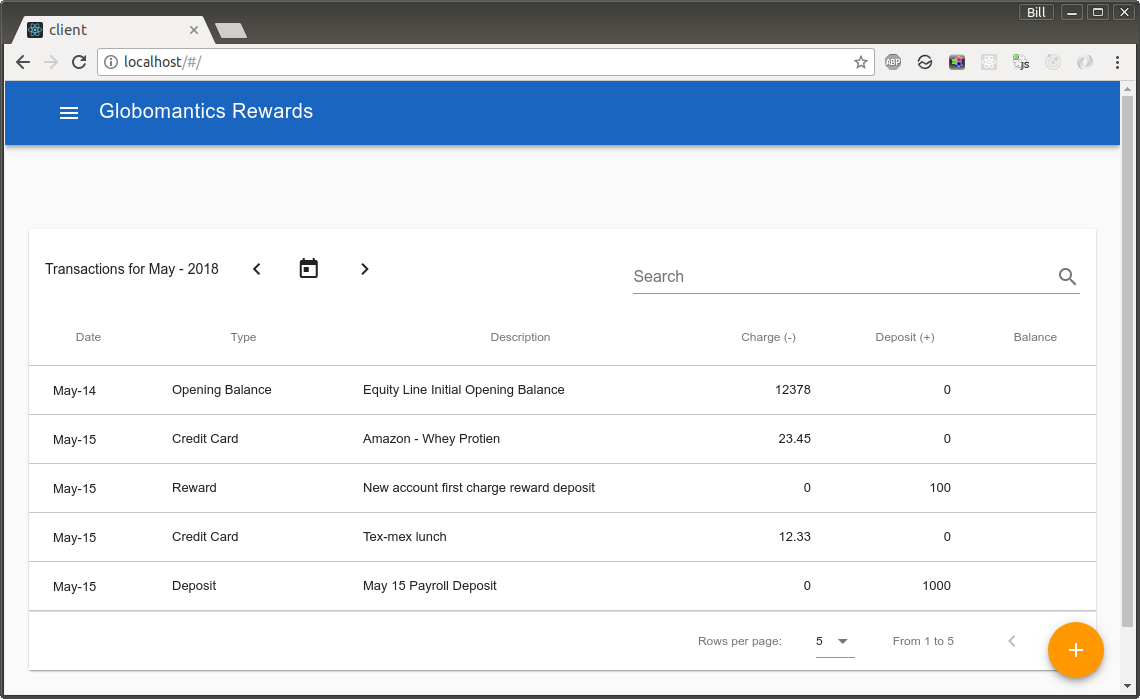 Bill
client
localhost/#/
ABP
JS
Globomantics Rewards
Transactions for May - 2018
Search
Date Type Description Charge (-) Deposit (+) Balance
May-14 Opening Balance Equity Line Initial Opening Balance 12378 0
May-15 Credit Card Amazon - Whey Protien 23.45 0
May-15 Reward New account first charge reward deposit 0 100
May-15 Credit Card Tex-mex lunch 12.33 0
May-15 Deposit May 15 Payroll Deposit 0 1000
Rows per page: 5 From 1 to 5